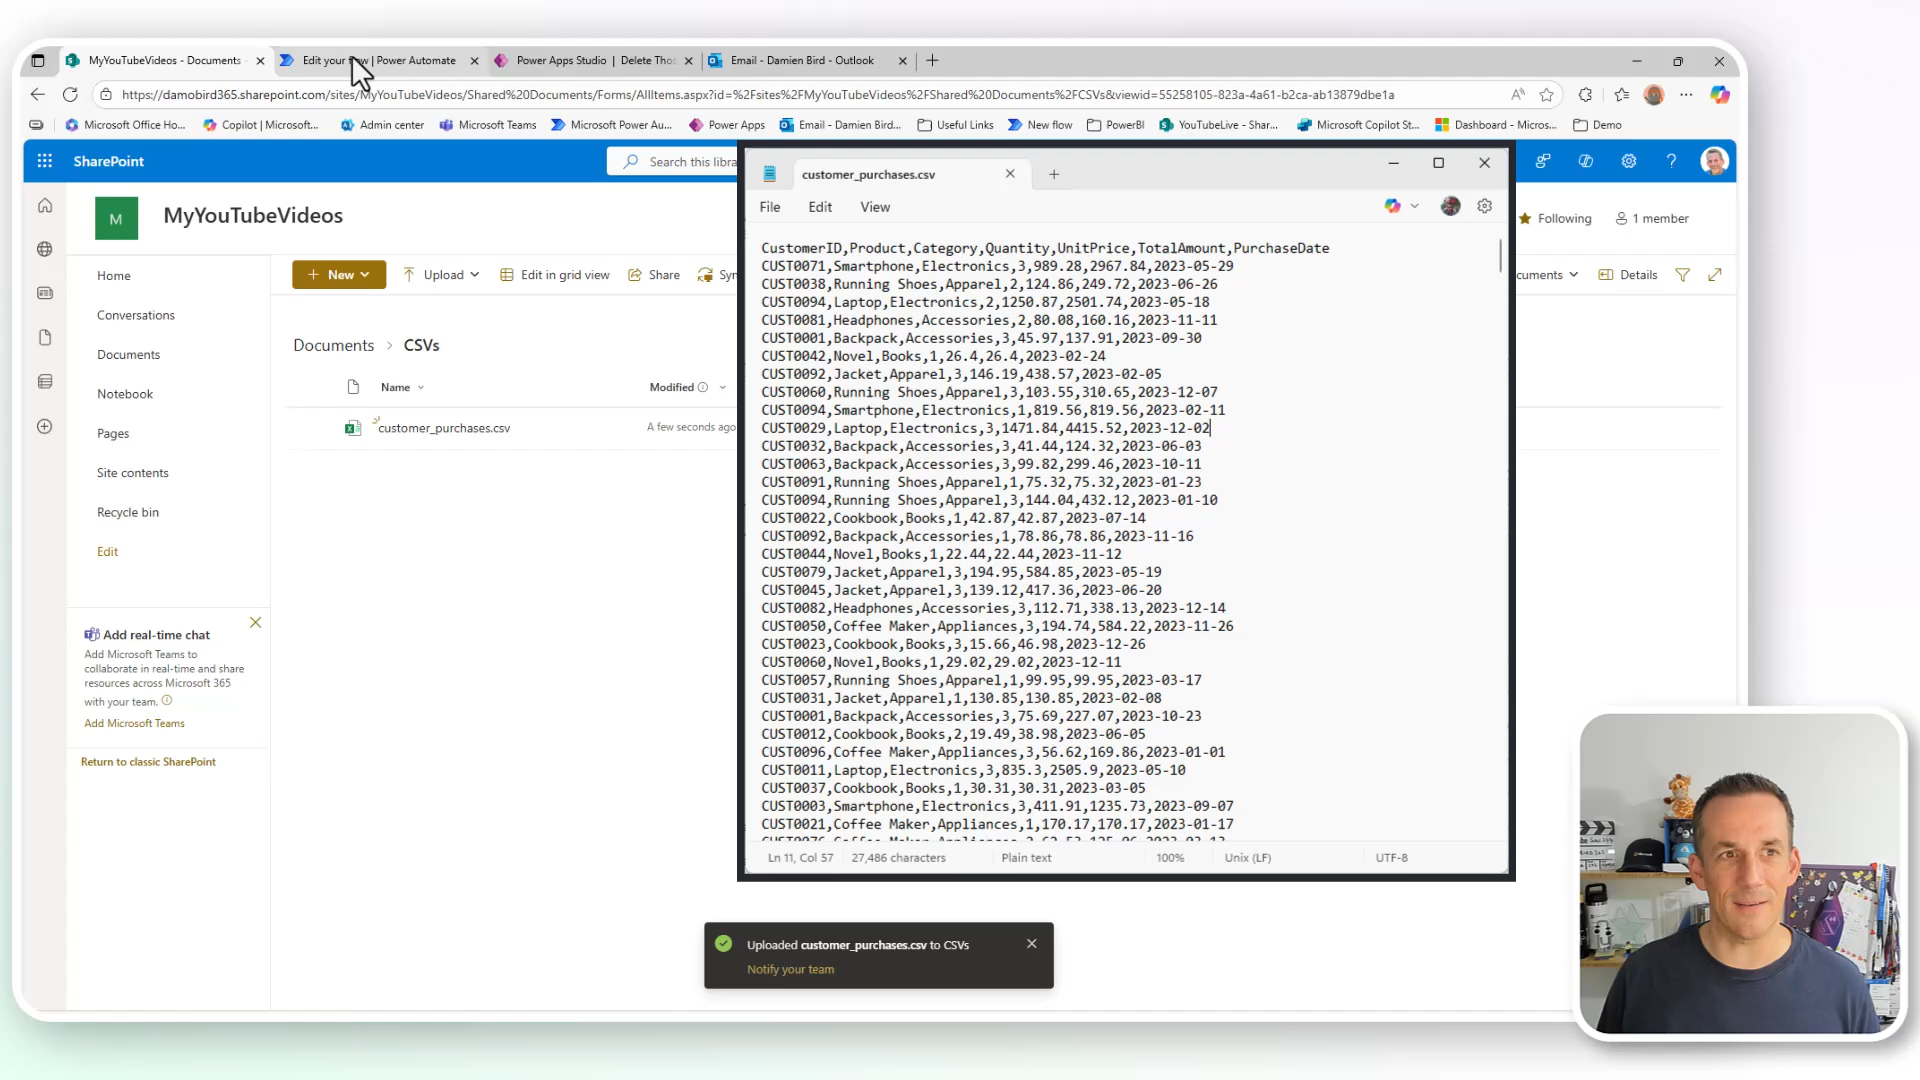 MyYouTubeVideos - Documents
Edit your flow | Power Automate
Power Apps Studio | Delete Thos
Email - Damien Bird - Outlook
https://damobird365.sharepoint.com/sites/MyYouTubeVideos/Shared%20Documents/Forms/AllItems.aspx?id=%2Fsites%2FMyYouTubeVideos%2FShared%20Documents%2FCSVs&viewid=55258105-823a-4a61-b2ca-ab13879dbe1a
Microsoft Office Ho...
Copilot | Microsoft...
Admin center
Microsoft Teams
Microsoft Power Au...
Power Apps
Email - Damien Bird...
Useful Links
New flow
PowerBI
YouTubeLive - Shar...
Microsoft Copilot St...
Dashboard - Micros...
Demo
SharePoint
Search this libra
M
MyYouTubeVideos
Following
1 member
New
Upload
Edit in grid view
Share
Syn
cuments
Details
Home
Conversations
Documents
Notebook
Pages
Site contents
Recycle bin
Edit
Documents > CSVs
Name
Modified
customer_purchases.csv
A few seconds ago
Add real-time chat
Add Microsoft Teams to
collaborate in real-time and share
resources across Microsoft 365
with your team.
Add Microsoft Teams
Return to classic SharePoint
customer_purchases.csv
File
Edit
View
CustomerID,Product,Category,Quantity,UnitPrice,TotalAmount,PurchaseDate
CUST0071,Smartphone,Electronics,3,989.28,2967.84,2023-05-29
CUST0038,Running Shoes,Apparel,2,124.86,249.72,2023-06-26
CUST0094,Laptop,Electronics,2,1250.87,2501.74,2023-05-18
CUST0081,Headphones,Accessories,2,80.08,160.16,2023-11-11
CUST0001,Backpack,Accessories,3,45.97,137.91,2023-09-30
CUST0042,Novel,Books,1,26.4,26.4,2023-02-24
CUST0092,Jacket,Apparel,3,146.19,438.57,2023-02-05
CUST0060,Running Shoes,Apparel,3,103.55,310.65,2023-12-07
CUST0094,Smartphone,Electronics,1,819.56,819.56,2023-02-11
CUST0029,Laptop,Electronics,3,1471.84,4415.52,2023-12-02
CUST0032,Backpack,Accessories,3,41.44,124.32,2023-06-03
CUST0063,Backpack,Accessories,3,99.82,299.46,2023-10-11
CUST0091,Running Shoes,Apparel,1,75.32,75.32,2023-01-23
CUST0094,Running Shoes,Apparel,3,144.04,432.12,2023-01-10
CUST0022,Cookbook,Books,1,42.87,42.87,2023-07-14
CUST0092,Backpack,Accessories,1,78.86,78.86,2023-11-16
CUST0044,Novel,Books,1,22.44,22.44,2023-11-12
CUST0079,Jacket,Apparel,3,194.95,584.85,2023-05-19
CUST0045,Jacket,Apparel,3,139.12,417.36,2023-06-20
CUST0082,Headphones,Accessories,3,112.71,338.13,2023-12-14
CUST0050,Coffee Maker,Appliances,3,194.74,584.22,2023-11-26
CUST0023,Cookbook,Books,3,15.66,46.98,2023-12-26
CUST0060,Novel,Books,1,29.02,29.02,2023-12-11
CUST0057,Running Shoes,Apparel,1,99.95,99.95,2023-03-17
CUST0031,Jacket,Apparel,1,130.85,130.85,2023-02-08
CUST0001,Backpack,Accessories,3,75.69,227.07,2023-10-23
CUST0012,Cookbook,Books,2,19.49,38.98,2023-06-05
CUST0096,Coffee Maker,Appliances,3,56.62,169.86,2023-01-01
CUST0011,Laptop,Electronics,3,835.3,2505.9,2023-05-10
CUST0037,Cookbook,Books,1,30.31,30.31,2023-03-05
CUST0003,Smartphone,Electronics,3,411.91,1235.73,2023-09-07
CUST0021,Coffee Maker,Appliances,1,170.17,170.17,2023-01-17
Ln 11, Col 57
27,486 characters
Plain text
100%
Unix (LF)
UTF-8
Uploaded customer_purchases.csv to CSVs
Notify your team